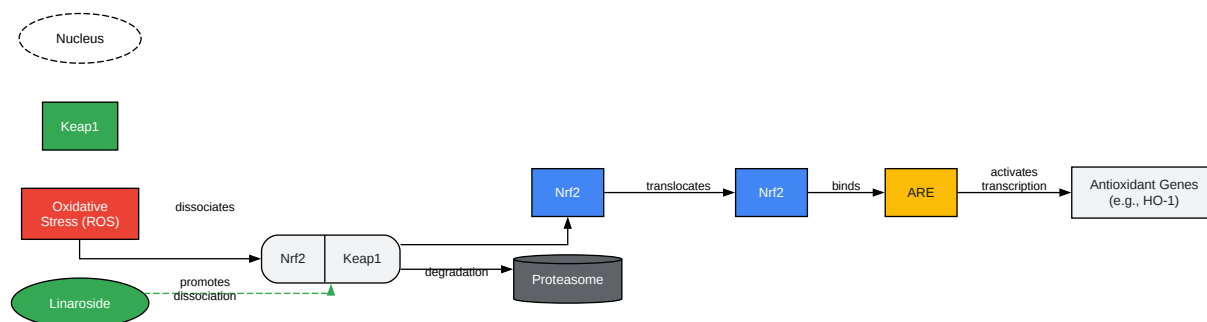 Nucleus
Keap1
Oxidative
Stress (ROS)
dissociates
Linaroside
promotes
dissociation
Nrf2
Keap1
degradation
Proteasome
Nrf2
translocates
Nrf2
binds
ARE
activates
transcription
Antioxidant Genes
(e.g., HO-1)